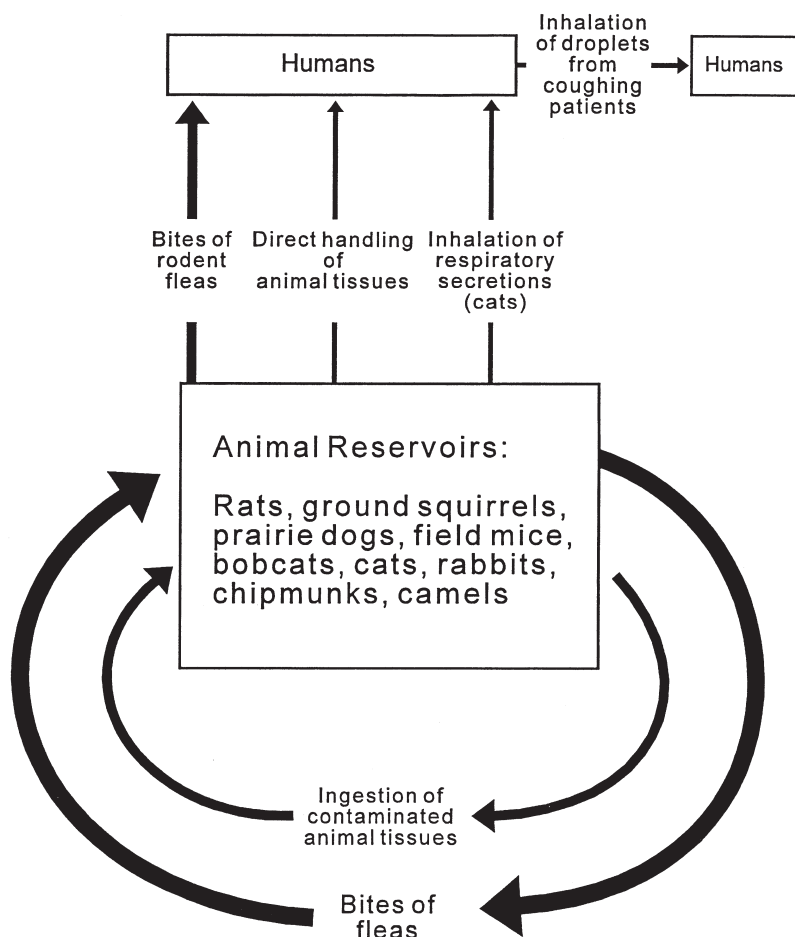 Humans
Inhalation
of droplets
from
coughing
patients
Humans
Bites of
rodent
fleas
Direct handling
of
animal tissues
Inhalation of
respiratory
secretions
(cats)
Animal Reservoirs:
Rats, ground squirrels,
prairie dogs, field mice,
bobcats, cats, rabbits,
chipmunks, camels
Ingestion of
contaminated
animal tissues
Bites of
fleas